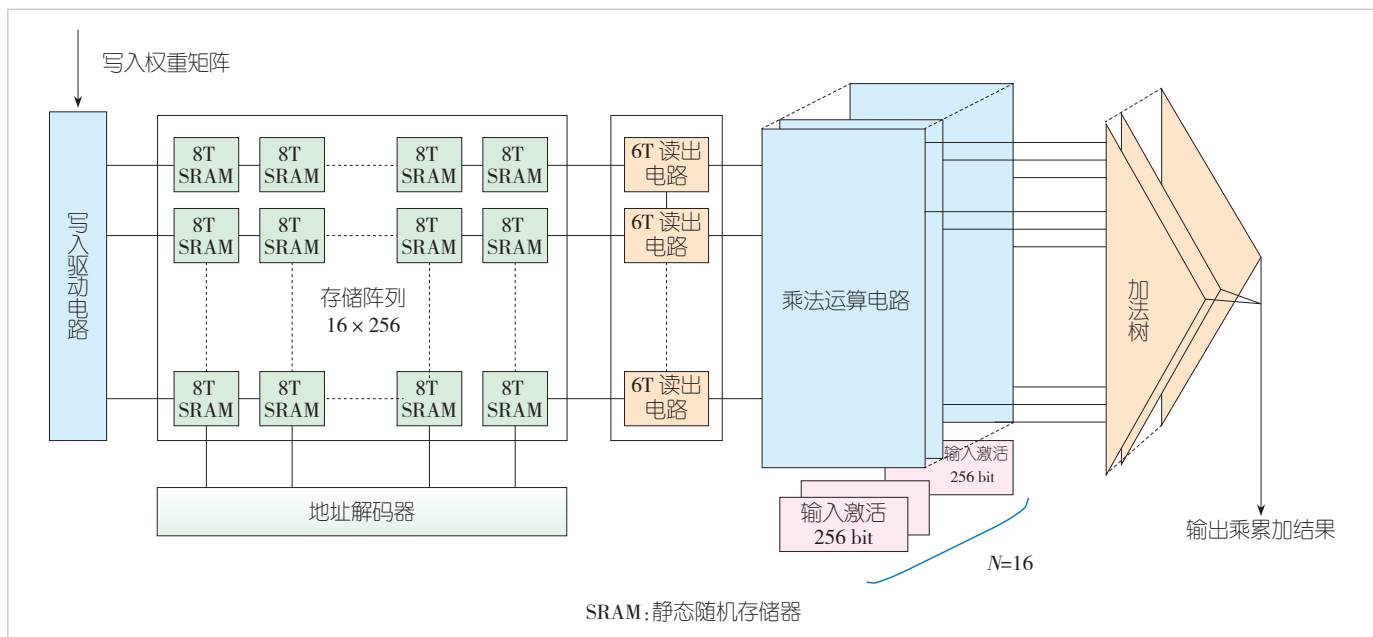 写入权重矩阵
写入驱动电路
8T
SRAM
8T
SRAM
8T
SRAM
8T
SRAM
6T 读出
电路
8T
SRAM
8T
SRAM
8T
SRAM
8T
SRAM
6T 读出
电路
存储阵列
16 × 256
8T
SRAM
8T
SRAM
8T
SRAM
8T
SRAM
6T 读出
电路
地址解码器
乘法运算电路
输入激活
256 bit
输入激活
256 bit
N=16
加法树
输出乘累加结果
SRAM:静态随机存储器